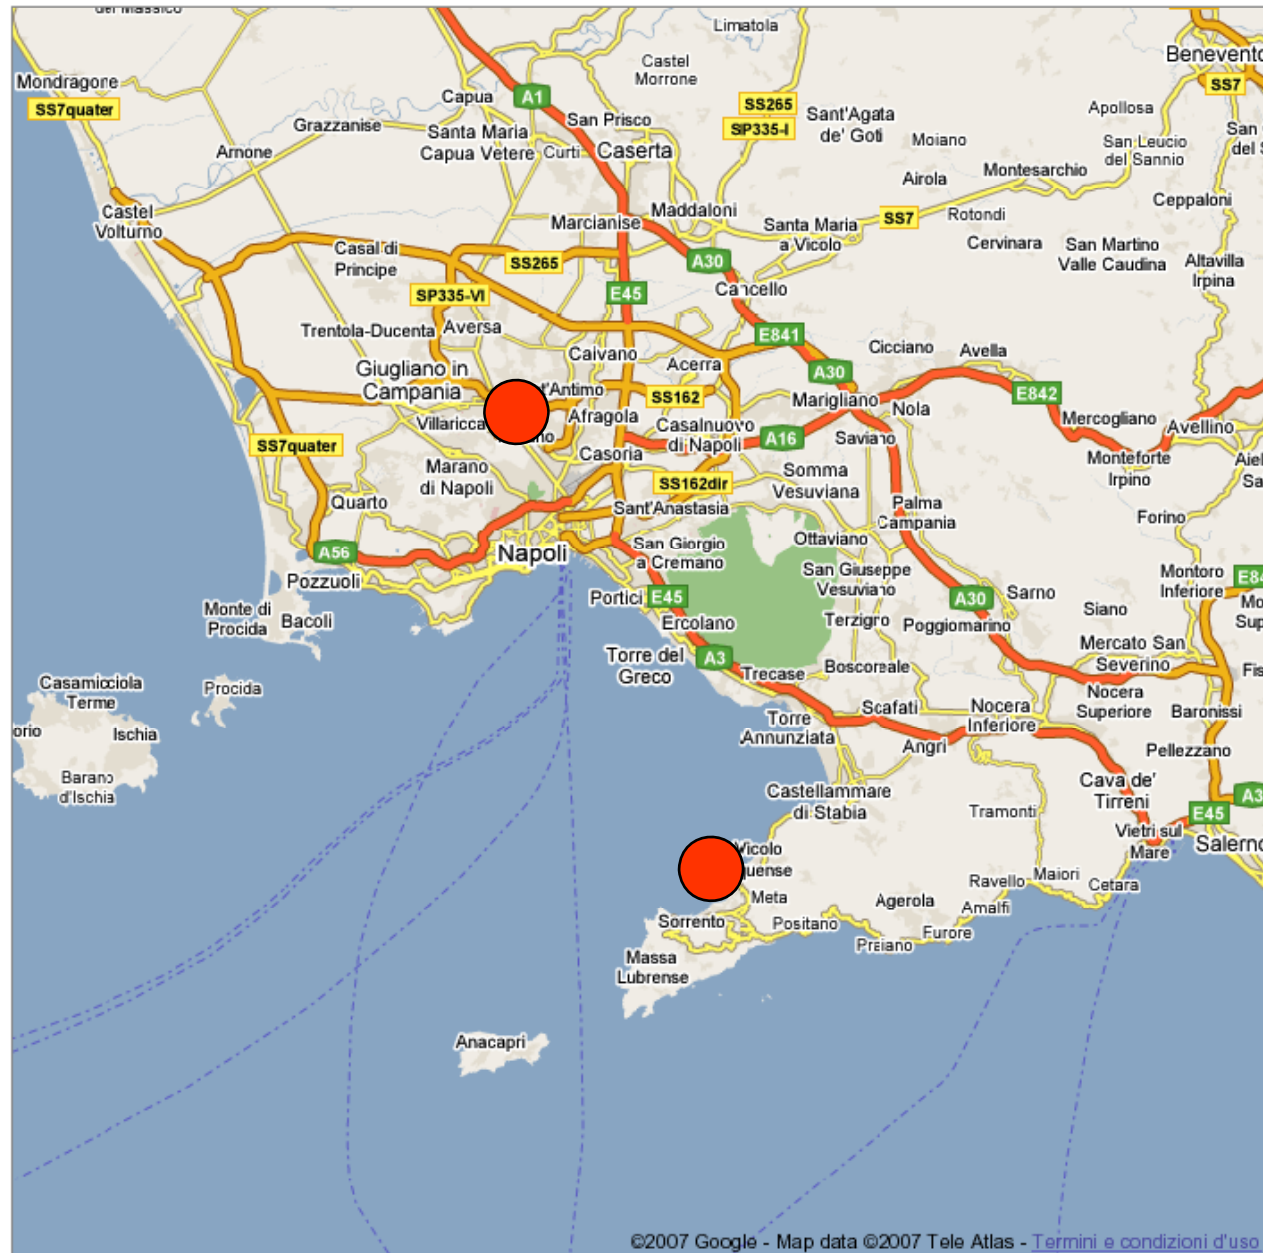 Limatola
Benevento
Castel
Morrone
Mondragone
SS7quater
Capua
A1
SS265
SP335-I
SS7
Apollosa
Grazzanise
San Prisco
Sant'Agata
de' Goti
Moiano
San Leucio
del Sannio
Arnone
Santa Maria
Capua Vetere
Curti
Caserta
Airola
Montesarchio
Ceppaloni
Castel
Volturno
Marcianise
Maddaloni
Santa Maria
a Vicolo
SS7
Rotondi
Cervinara
San Martino
Valle Caudina
Altavilla
Irpina
Casal di
Principe
SS265
A30
SP335-VI
E45
Cancello
Trentola-Ducenta
Aversa
E841
Caivano
Acerra
Cicciano
Avella
Giugliano in
Campania
A30
t'Antimo
SS162
Marigliano
Nola
E842
Mercogliano
Villaricca
Afragola
Casalnuovo
di Napoli
A16
Saviano
Avellino
SS7quater
Casoria
Monteforte
Irpino
Marano
di Napoli
SS162dir
Somma
Vesuviana
Quarto
Sant'Anastasia
Palma
Campania
Forino
A56
Napoli
San Giorgio
a Cremano
Ottaviano
Pozzuoli
San Giuseppe
Vesuviano
Montoro
Inferiore
Portici
E45
A30
Sarno
Monte di
Procida
Bacoli
Ercolano
Terzigno
Poggiomarino
Siano
Mercato San
Severino
Torre del
Greco
A3
Trecase
Boscoreale
Casamicciola
Terme
Procida
Nocera
Superiore
Baronissi
orio
Ischia
Torre
Annunziata
Scafati
Nocera
Inferiore
Angri
Pellezzano
Barano
d'Ischia
Castellammare
di Stabia
Cava de'
Tirreni
A3
Tramonti
E45
Vietri sul
Mare
Salerno
Vicolo
quense
Meta
Ravello
Maiori
Cetara
Agerola
Amalfi
Sorrento
Positano
Furore
Praiano
Massa
Lubrense
Anacapri
©2007 Google - Map data ©2007 Tele Atlas - Termini e condizioni d'uso